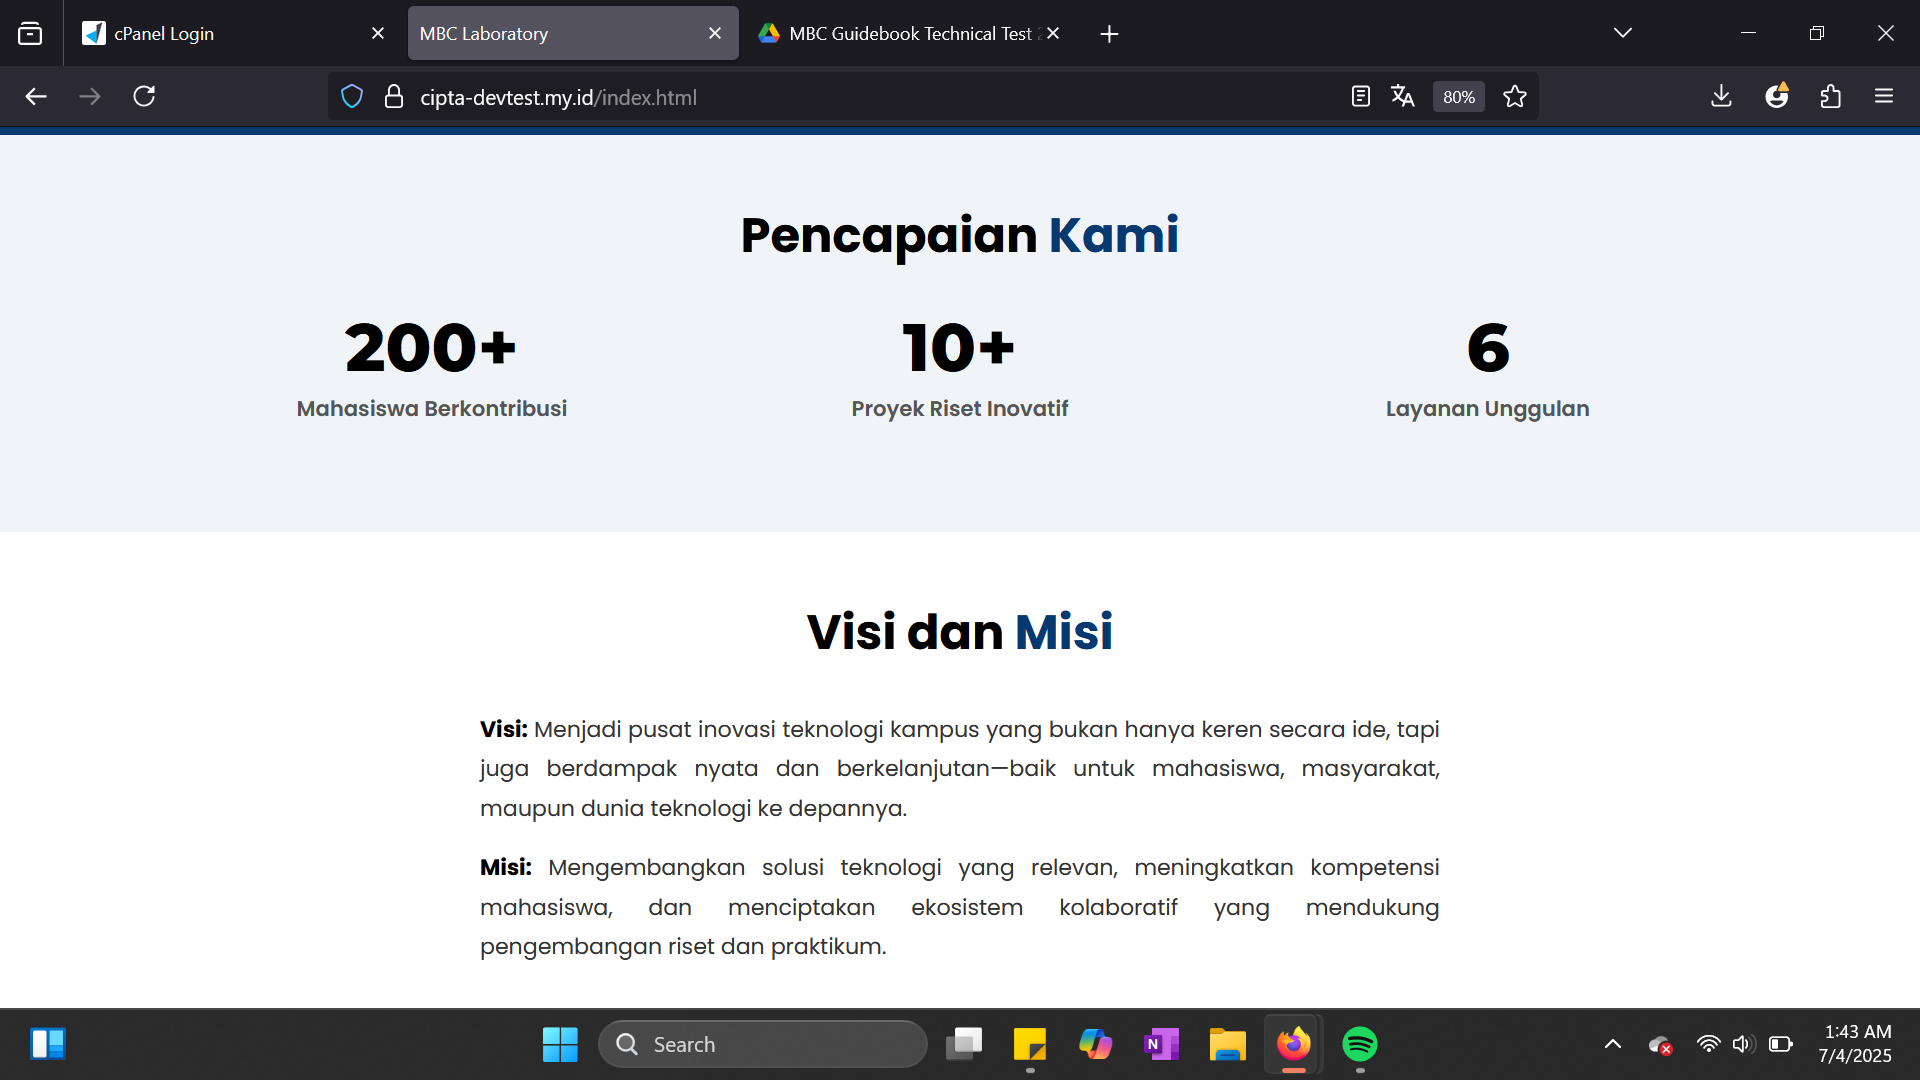 cPanel Login
MBC Laboratory
MBC Guidebook Technical Test
cipta-devtest.my.id/index.html
80%
Pencapaian Kami
200+
10+
6
Mahasiswa Berkontribusi
Proyek Riset Inovatif
Layanan Unggulan
Visi dan Misi
Visi: Menjadi pusat inovasi teknologi kampus yang bukan hanya keren secara ide, tapi
juga berdampak nyata dan berkelanjutan—baik untuk mahasiswa, masyarakat,
maupun dunia teknologi ke depannya.
Misi: Mengembangkan solusi teknologi yang relevan, meningkatkan kompetensi
mahasiswa, dan menciptakan ekosistem kolaboratif yang mendukung
pengembangan riset dan praktikum.
Search
N
1:43 AM
7/4/2025